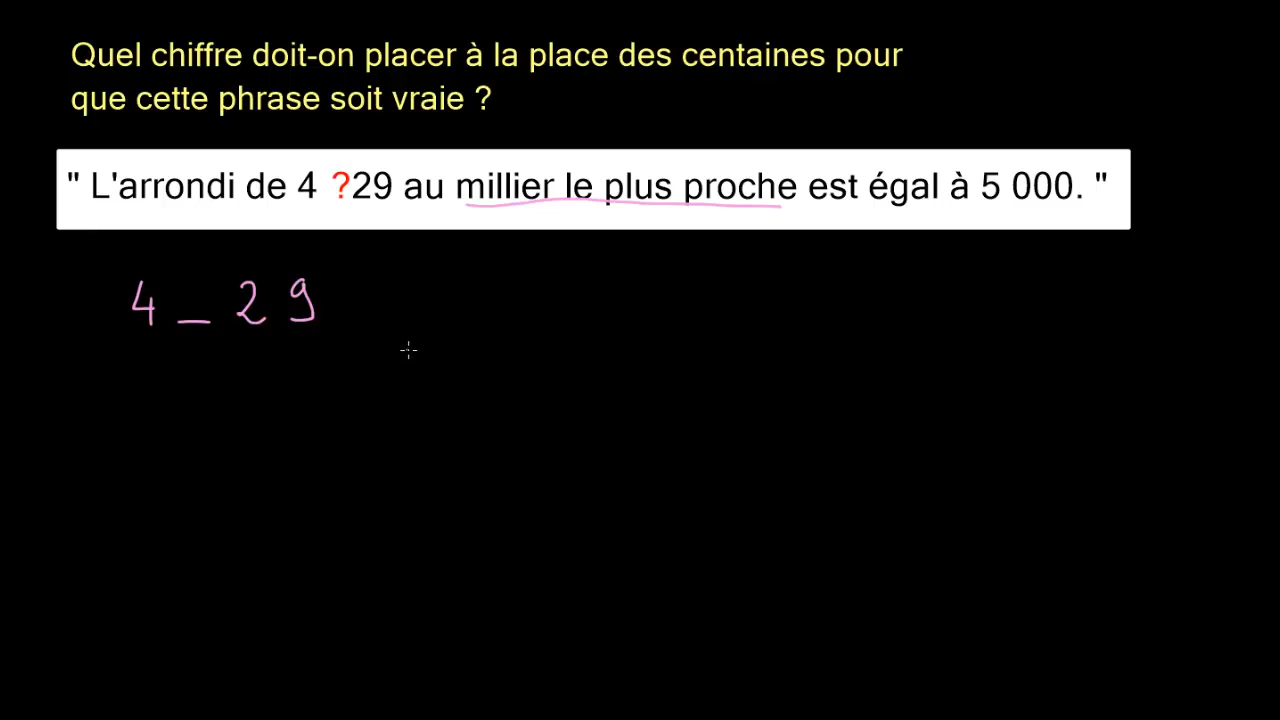 Quel chiffre doit-on placer à la place des centaines pour
que cette phrase soit vraie ?
" L'arrondi de 4 ?29 au millier le plus proche est égal à 5 000. "
4 _ 2 9